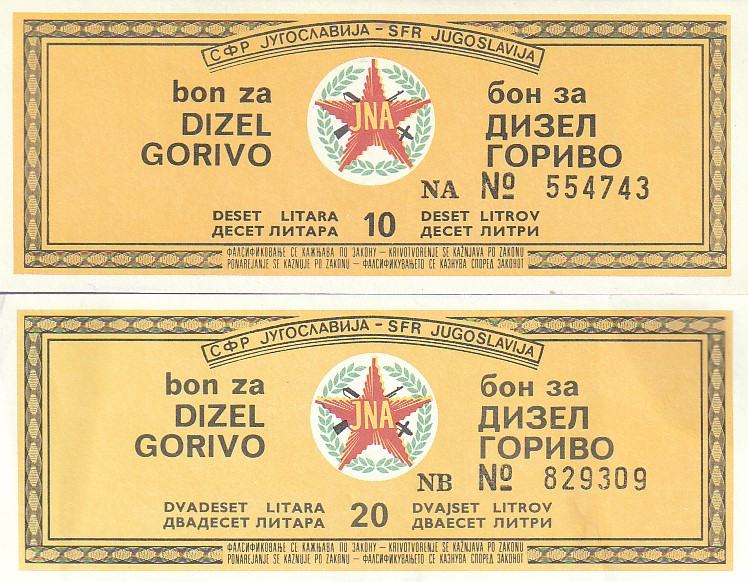 СФР ЈУГОСЛАВИЈА - SFR JUGOSLAVIJA
bon za
DIZEL
GORIVO
JNA
бон за
ДИЗЕЛ
ГОРИВО
NA № 554743
DESET LITARA
ДЕСЕТ ЛИТАРА
10
DESET LITROV
ДЕСЕТ ЛИТРИ
ФАЛСИФИКОВАЊЕ СЕ КАЖЊАВА ПО ЗАКОНУ – KRIVOTVORENJE SE KAŽNJAVA PO ZAKONU
PONAREJANJE SE KAZNUJE PO ZAKONU – ФАЛСИФИКУВАЊЕТО СЕ КАЗНУВА СПОРЕД ЗАКОНОТ
СФР ЈУГОСЛАВИЈА - SFR JUGOSLAVIJA
bon za
DIZEL
GORIVO
JNA
бон за
ДИЗЕЛ
ГОРИВО
NB № 829309
DVADESET LITARA
ДВАДЕСЕТ ЛИТАРА
20
DVAJSET LITROV
ДВАЕСЕТ ЛИТРИ
ФАЛСИФИКОВАЊЕ СЕ КАЖЊАВА ПО ЗАКОНУ – KRIVOTVORENJE SE KAŽNJAVA PO ZAKONU
PONAREJANJE SE KAZNUJE PO ZAKONU – ФАЛСИФИКУВАЊЕТО СЕ КАЗНУВА СПОРЕД ЗАКОНОТ